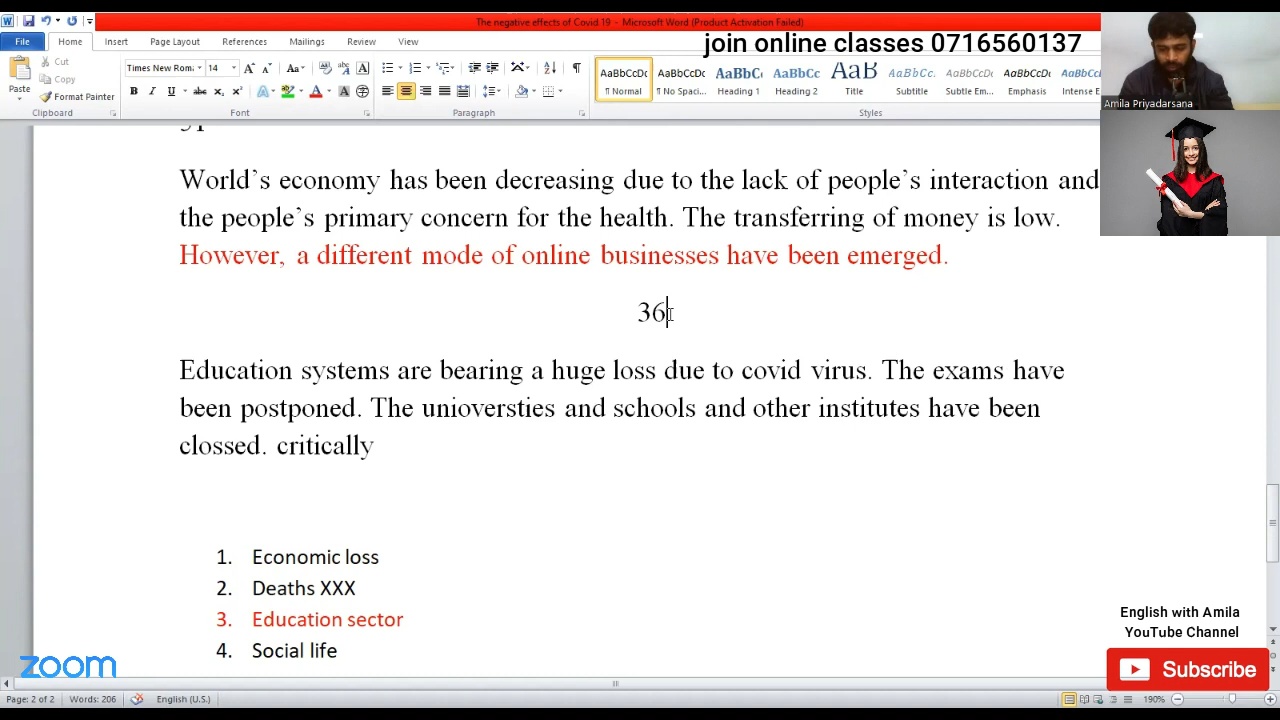 The negative effects of Covid 19 - Microsoft Word (Product Activation Failed)
File Home Insert Page Layout References Mailings Review View
join online classes 0716560137
Cut
Copy
Format Painter
Paste
Times New Rom 14
AaBbCcDc AaBbCcDc AaBbC AaBbCc AaB AaBbCc. AaBbCcDc AaBbCcDc AaBbCcDc
¶ Normal ¶ No Spaci... Heading 1 Heading 2 Title Subtitle Subtle Em... Emphasis Intense E
Clipboard Font Paragraph Styles
Amila Priyadarsana
World’s economy has been decreasing due to the lack of people’s interaction and
the people’s primary concern for the health. The transferring of money is low.
However, a different mode of online businesses have been emerged.
36
Education systems are bearing a huge loss due to covid virus. The exams have
been postponed. The unioversties and schools and other institutes have been
clossed. critically
1. Economic loss
2. Deaths XXX
3. Education sector
4. Social life
English with Amila
YouTube Channel
Subscribe
zoom
Page: 2 of 2 Words: 206 English (U.S.) 190%